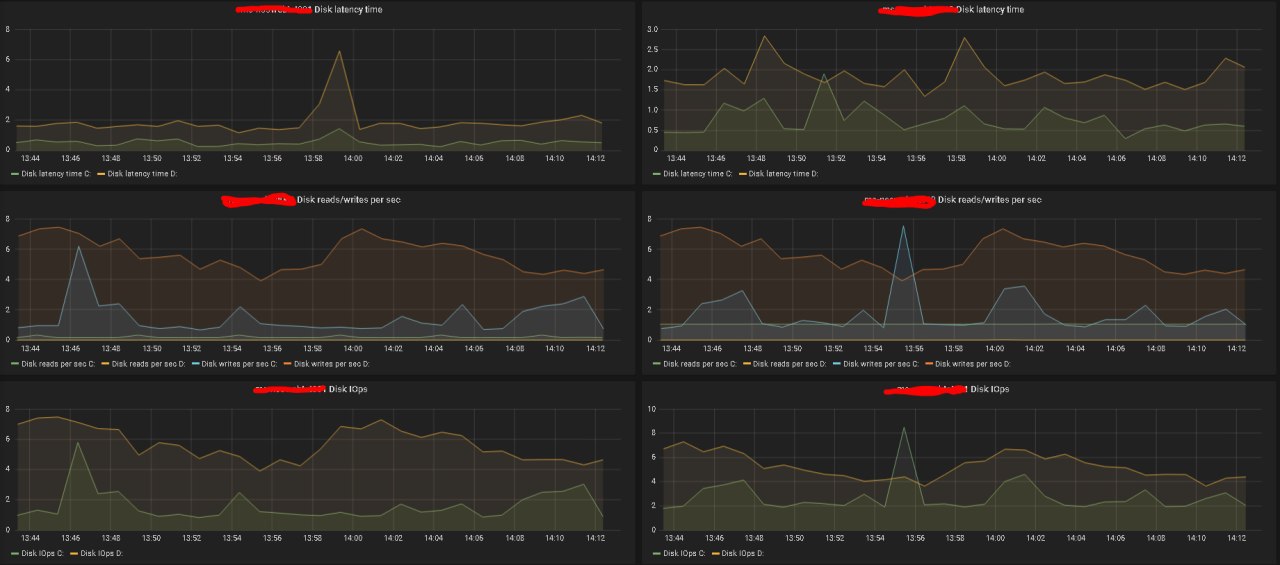 Disk latency time
8
6
4
2
0
13:44 13:46 13:48 13:50 13:52 13:54 13:56 13:58 14:00 14:02 14:04 14:06 14:08 14:10 14:12
Disk latency time C: Disk latency time D:
Disk latency time
3.0
2.5
2.0
1.5
1.0
0.5
0
13:44 13:46 13:48 13:50 13:52 13:54 13:56 13:58 14:00 14:02 14:04 14:06 14:08 14:10 14:12
Disk latency time C: Disk latency time D:
Disk reads/writes per sec
8
6
4
2
0
13:44 13:46 13:48 13:50 13:52 13:54 13:56 13:58 14:00 14:02 14:04 14:06 14:08 14:10 14:12
Disk reads per sec C: Disk reads per sec D: Disk writes per sec C: Disk writes per sec D:
Disk reads/writes per sec
8
6
4
2
0
13:44 13:46 13:48 13:50 13:52 13:54 13:56 13:58 14:00 14:02 14:04 14:06 14:08 14:10 14:12
Disk reads per sec C: Disk reads per sec D: Disk writes per sec C: Disk writes per sec D:
Disk IOps
8
6
4
2
0
13:44 13:46 13:48 13:50 13:52 13:54 13:56 13:58 14:00 14:02 14:04 14:06 14:08 14:10 14:12
Disk IOps C: Disk IOps D:
Disk IOps
10
8
6
4
2
0
13:44 13:46 13:48 13:50 13:52 13:54 13:56 13:58 14:00 14:02 14:04 14:06 14:08 14:10 14:12
Disk IOps C: Disk IOps D: